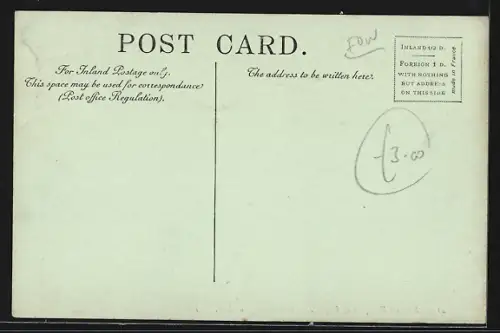 POST CARD.
EDW
For Inland Postage only.
This space may be used for correspondance
(Post office Regulation).
The address to be written here.
INLAND 1/2 D.
FOREIGN 1 D.
WITH NOTHING
BUT ADDRESS
ON THIS SIDE
made in France
£3-00